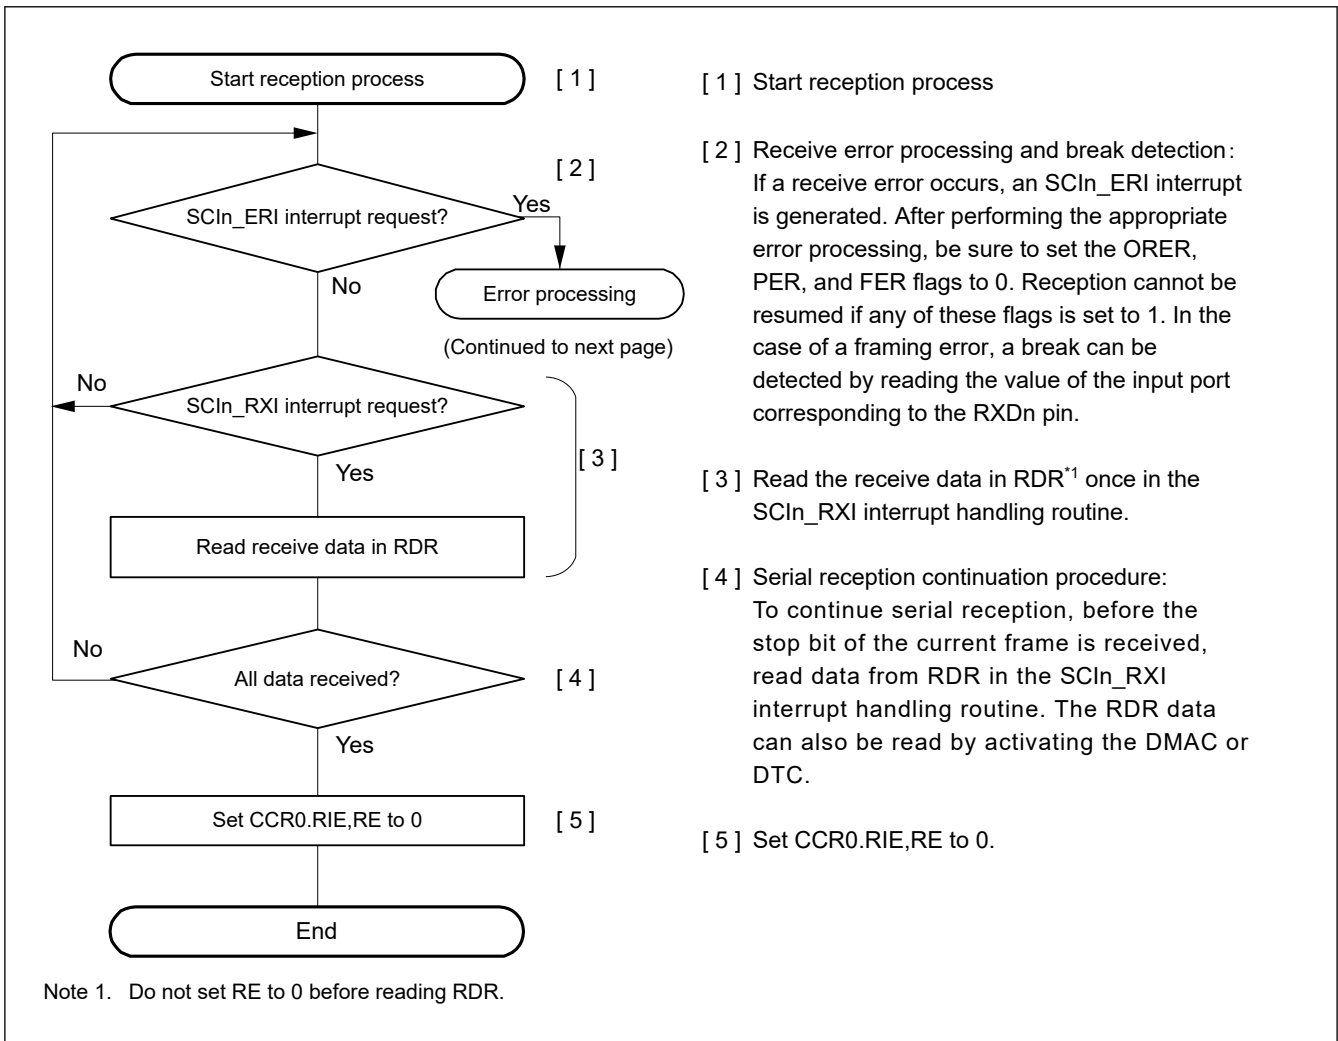 Start reception process
[ 1 ]
[ 2 ]
SCIn_ERI interrupt request?
Yes
No
Error processing
(Continued to next page)
No
SCIn_RXI interrupt request?
[ 3 ]
Yes
Read receive data in RDR
No
All data received?
[ 4 ]
Yes
Set CCR0.RIE,RE to 0
[ 5 ]
End
[ 1 ] Start reception process
[ 2 ] Receive error processing and break detection:
If a receive error occurs, an SCIn_ERI interrupt
is generated. After performing the appropriate
error processing, be sure to set the ORER,
PER, and FER flags to 0. Reception cannot be
resumed if any of these flags is set to 1. In the
case of a framing error, a break can be
detected by reading the value of the input port
corresponding to the RXDn pin.
[ 3 ] Read the receive data in RDR*1 once in the
SCIn_RXI interrupt handling routine.
[ 4 ] Serial reception continuation procedure:
To continue serial reception, before the
stop bit of the current frame is received,
read data from RDR in the SCIn_RXI
interrupt handling routine. The RDR data
can also be read by activating the DMAC or
DTC.
[ 5 ] Set CCR0.RIE,RE to 0.
Note 1. Do not set RE to 0 before reading RDR.